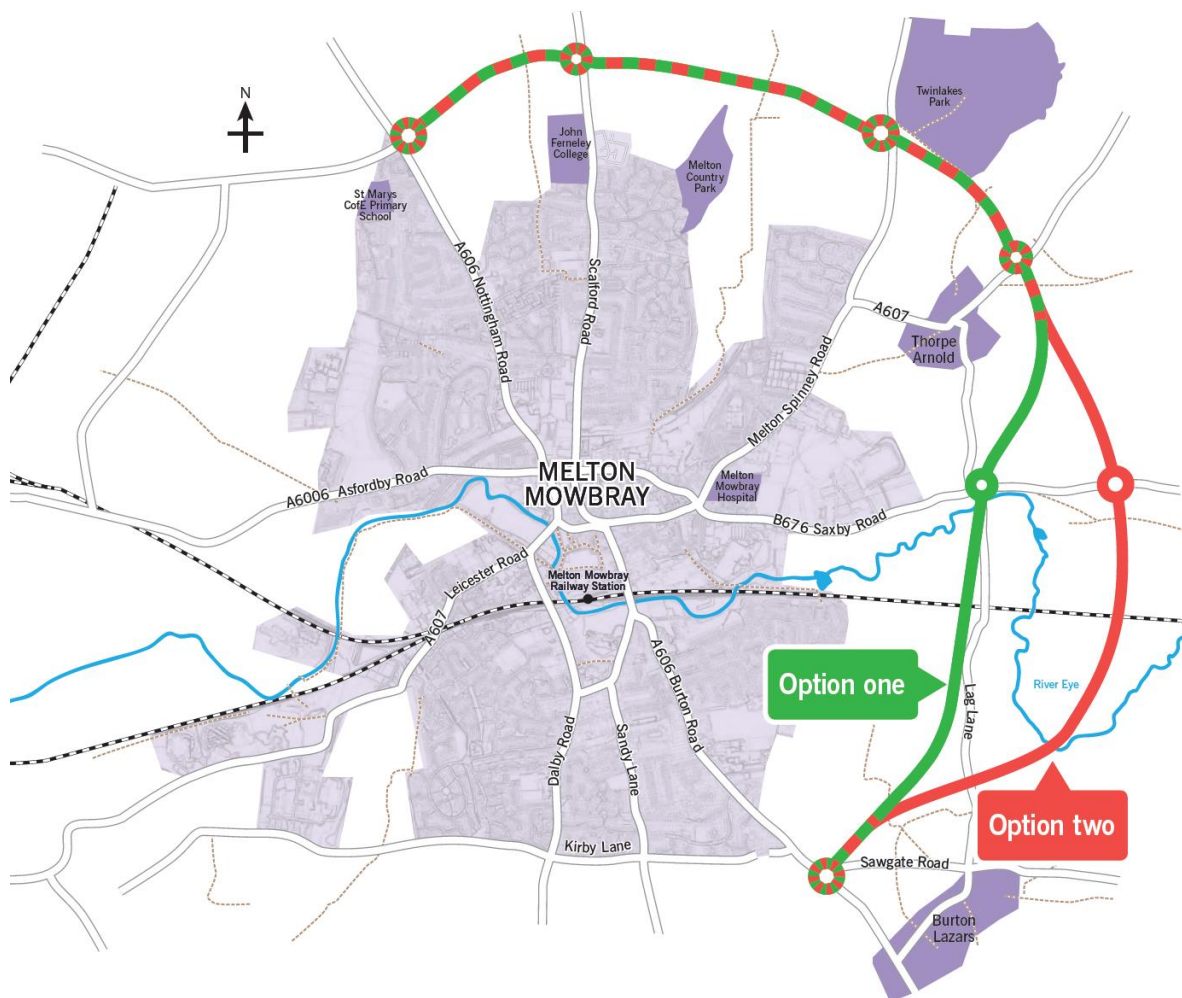 N
Twinlakes
Park
John
Ferneley
College
Melton
Country
Park
St Marys
CofE Primary
School
A606 Nottingham Road
Scalford Road
A607
Thorpe
Arnold
Melton Spinney Road
MELTON
MOWBRAY
A6006 Asfordby Road
Melton
Mowbray
Hospital
B676 Saxby Road
A607 Leicester Road
Melton Mowbray
Railway Station
Option one
A606 Burton Road
Lag Lane
River Eye
Dalby Road
Sandy Lane
Option two
Kirby Lane
Sawgate Road
Burton
Lazars